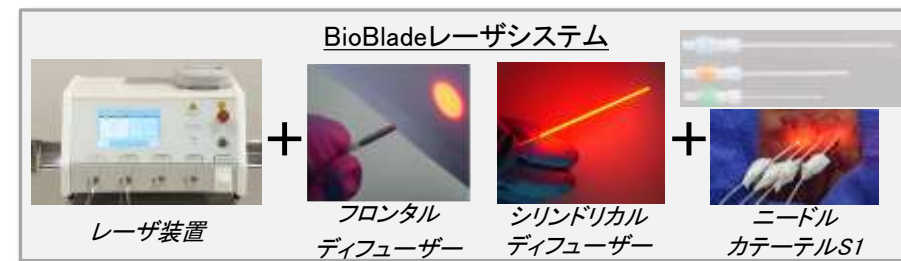 BioBladeレーザシステム
+
+
レーザ装置
フロンタル
ディフューザー
シリンドリカル
ディフューザー
ニードル
カテーテルS1